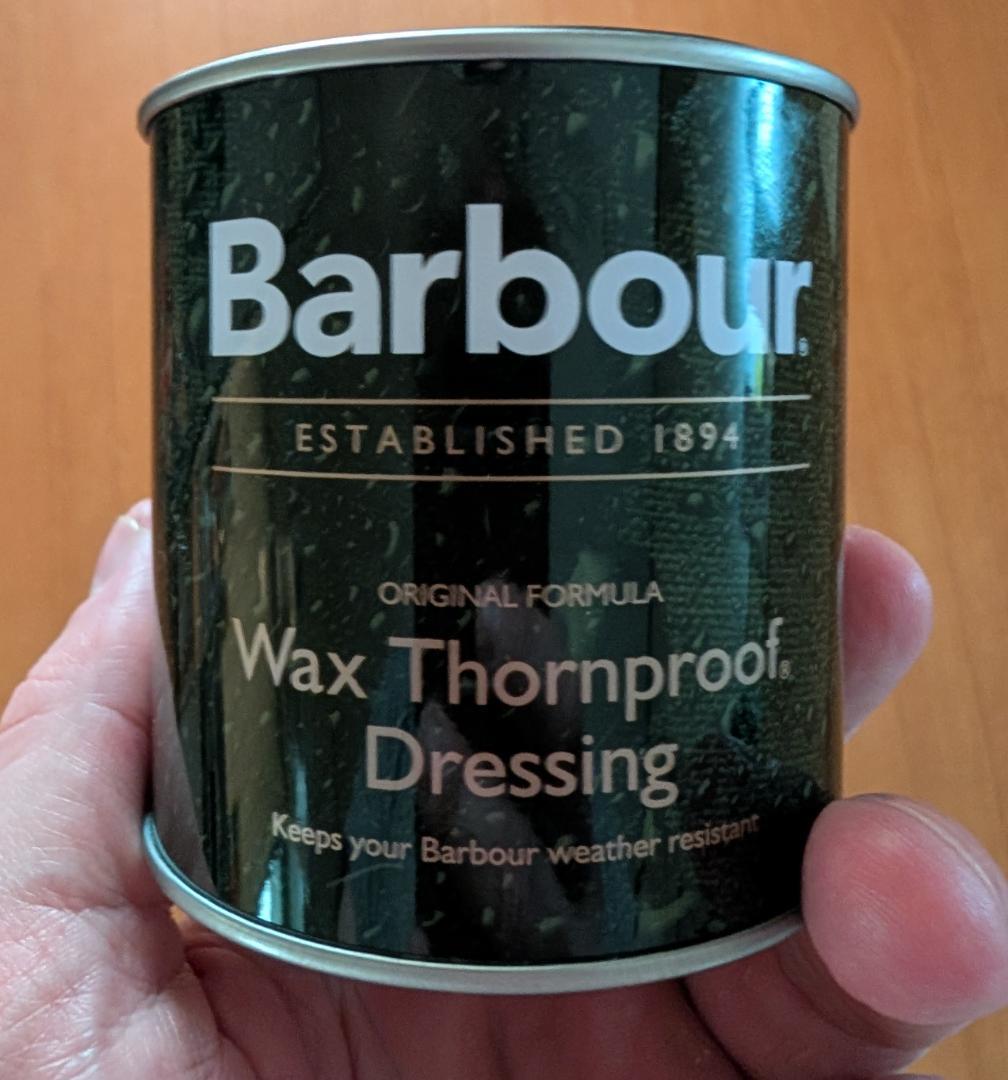 Barbour®
ESTABLISHED 1894
ORIGINAL FORMULA
Wax Thornproof®
Dressing
Keeps your Barbour weather resistant